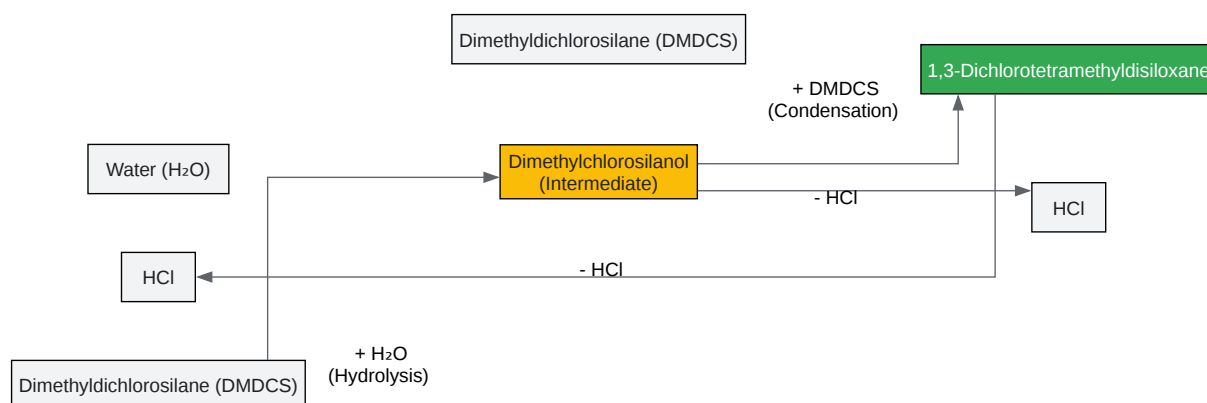 Dimethyldichlorosilane (DMDCS)
1,3-Dichlorotetramethyldisiloxane
+ DMDCS
(Condensation)
Water (H₂O)
Dimethylchlorosilanol
(Intermediate)
- HCl
HCl
HCl
- HCl
+ H₂O
(Hydrolysis)
Dimethyldichlorosilane (DMDCS)